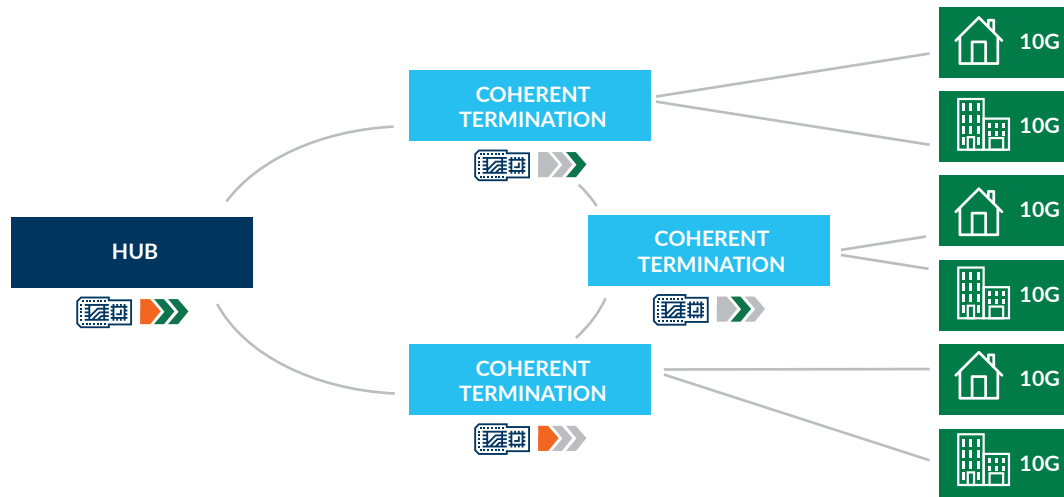 HUB
COHERENT
TERMINATION
COHERENT
TERMINATION
COHERENT
TERMINATION
10G
10G
10G
10G
10G
10G